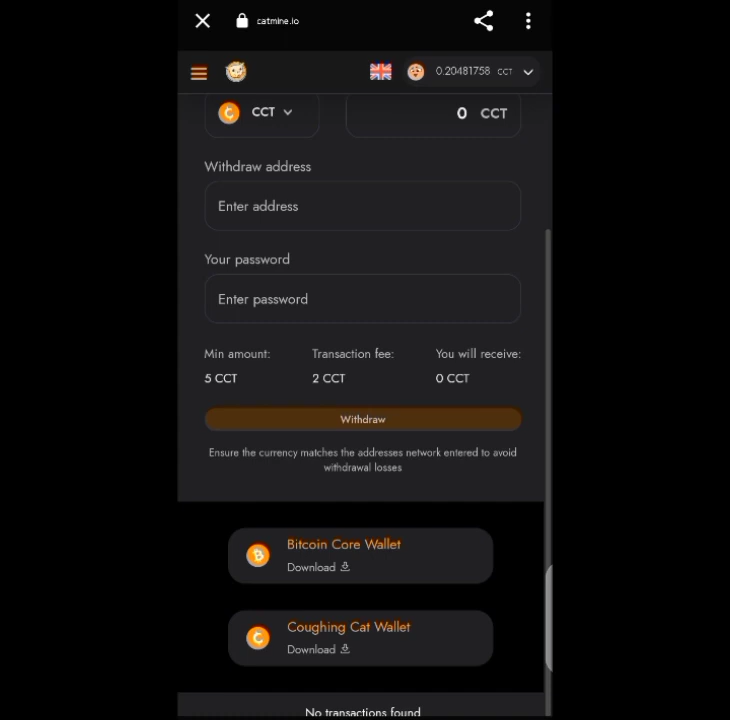 catmine.io
0.20481758 CCT
CCT
0 CCT
Withdraw address
Enter address
Your password
Enter password
Min amount: Transaction fee: You will receive:
5 CCT 2 CCT 0 CCT
Withdraw
Ensure the currency matches the addresses network entered to avoid
withdrawal losses
Bitcoin Core Wallet
Download
Coughing Cat Wallet
Download
No transactions found